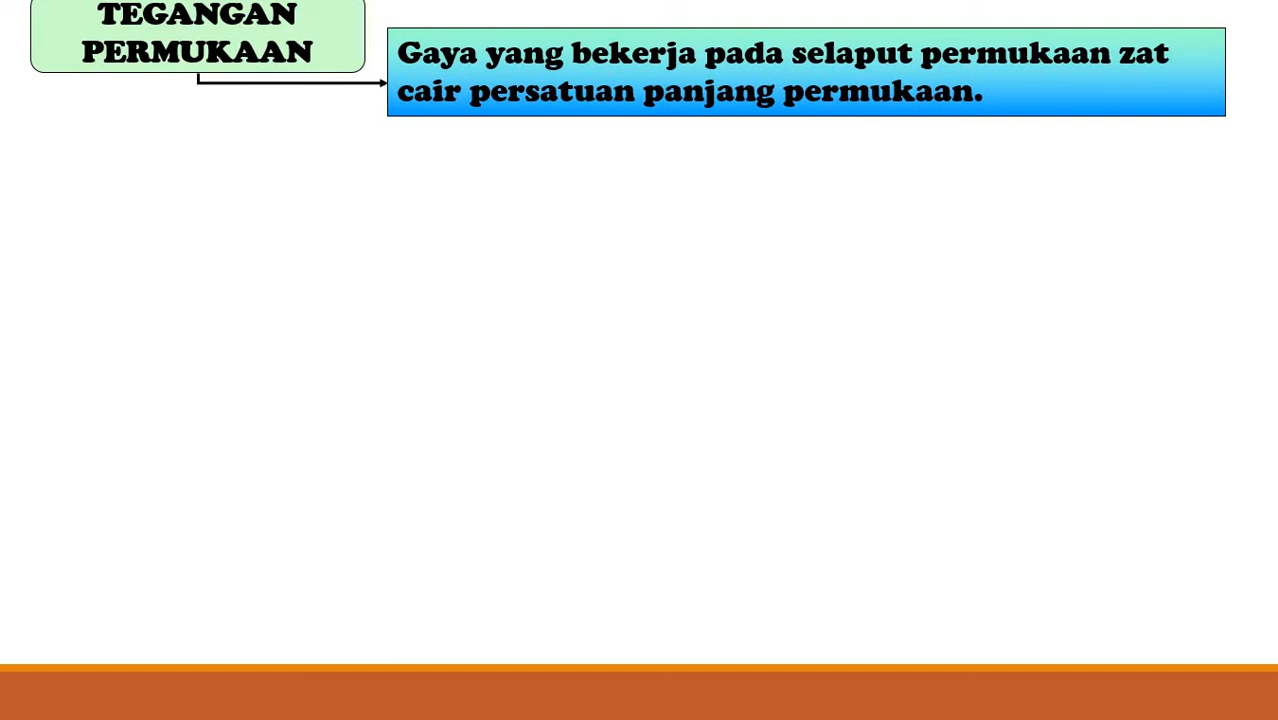 TEGANGAN
PERMUKAAN
Gaya yang bekerja pada selaput permukaan zat
cair persatuan panjang permukaan.